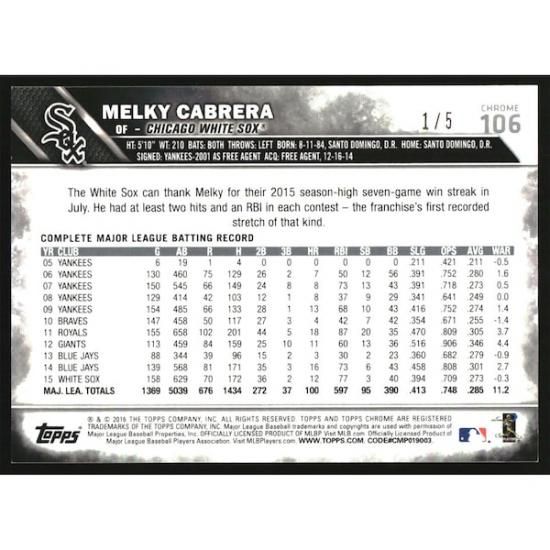 Sox
MELKY CABRERA
OF - CHICAGO WHITE SOX®
1/5
CHROME
106
HT: 5'10" WT: 210 BATS: BOTH THROWS: LEFT BORN: 8-11-84, SANTO DOMINGO, D.R. HOME: SANTO DOMINGO, D.R.
SIGNED: YANKEES-2001 AS FREE AGENT ACQ: FREE AGENT, 12-16-14
The White Sox can thank Melky for their 2015 season-high seven-game win streak in
July. He had at least two hits and an RBI in each contest – the franchise's first recorded
stretch of that kind.
COMPLETE MAJOR LEAGUE BATTING RECORD
YR CLUB G AB R H 2B 3B HR RBI SB BB SLG OPS AVG WAR
05 YANKEES 6 19 1 4 0 0 0 0 0 0 .211 .421 .211 -0.5
06 YANKEES 130 460 75 129 26 2 7 50 12 56 .391 .752 .280 1.6
07 YANKEES 150 545 66 149 24 8 8 73 13 43 .391 .718 .273 0.5
08 YANKEES 129 414 42 103 12 1 8 37 9 29 .341 .641 .249 0.0
09 YANKEES 154 485 66 133 28 1 13 68 10 43 .416 .752 .274 1.4
10 BRAVES 147 458 50 117 27 3 4 42 7 42 .354 .671 .255 -1.4
11 ROYALS 155 658 102 201 44 5 18 87 20 35 .470 .809 .305 3.7
12 GIANTS 113 459 84 159 25 10 11 60 13 36 .516 .906 .346 4.4
13 BLUE JAYS 88 344 39 96 15 2 3 30 2 23 .360 .682 .279 -0.9
14 BLUE JAYS 139 568 81 171 35 3 16 73 6 43 .458 .808 .301 2.7
15 WHITE SOX 158 629 70 172 36 2 12 77 3 40 .394 .709 .273 -0.3
MAJ. LEA. TOTALS 1369 5039 676 1434 272 37 100 597 95 390 .413 .748 .285 11.2
Topps
® & © 2016 THE TOPPS COMPANY, INC. ALL RIGHTS RESERVED. TOPPS AND TOPPS CHROME ARE REGISTERED
TRADEMARKS OF THE TOPPS COMPANY, INC. Major League Baseball trademarks and copyrights are used with permission of
Major League Baseball Properties, Inc. OFFICIALLY LICENSED PRODUCT OF MLBP Visit MLB.com. OFFICIALLY LICENSED PRODUCT -
Major League Baseball Players Association. Visit MLBPlayers.com. WWW.TOPPS.COM. CODE#CMP019003.